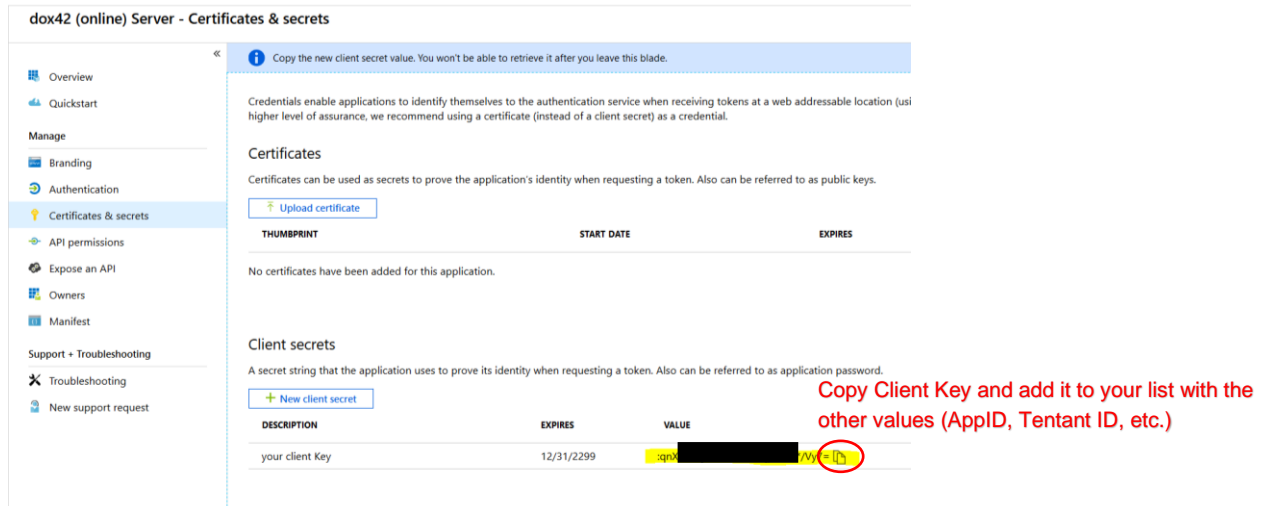 dox42 (online) Server - Certificates & secrets
«
Copy the new client secret value. You won't be able to retrieve it after you leave this blade.
Overview
Quickstart
Manage
Branding
Authentication
Certificates & secrets
API permissions
Expose an API
Owners
Manifest
Support + Troubleshooting
Troubleshooting
New support request
Credentials enable applications to identify themselves to the authentication service when receiving tokens at a web addressable location (usi
higher level of assurance, we recommend using a certificate (instead of a client secret) as a credential.
Certificates
Certificates can be used as secrets to prove the application's identity when requesting a token. Also can be referred to as public keys.
Upload certificate
THUMBPRINT START DATE EXPIRES
No certificates have been added for this application.
Client secrets
A secret string that the application uses to prove its identity when requesting a token. Also can be referred to as application password.
New client secret
DESCRIPTION EXPIRES VALUE
your client Key 12/31/2299 :qnX
Copy Client Key and add it to your list with the
other values (AppID, Tentant ID, etc.)